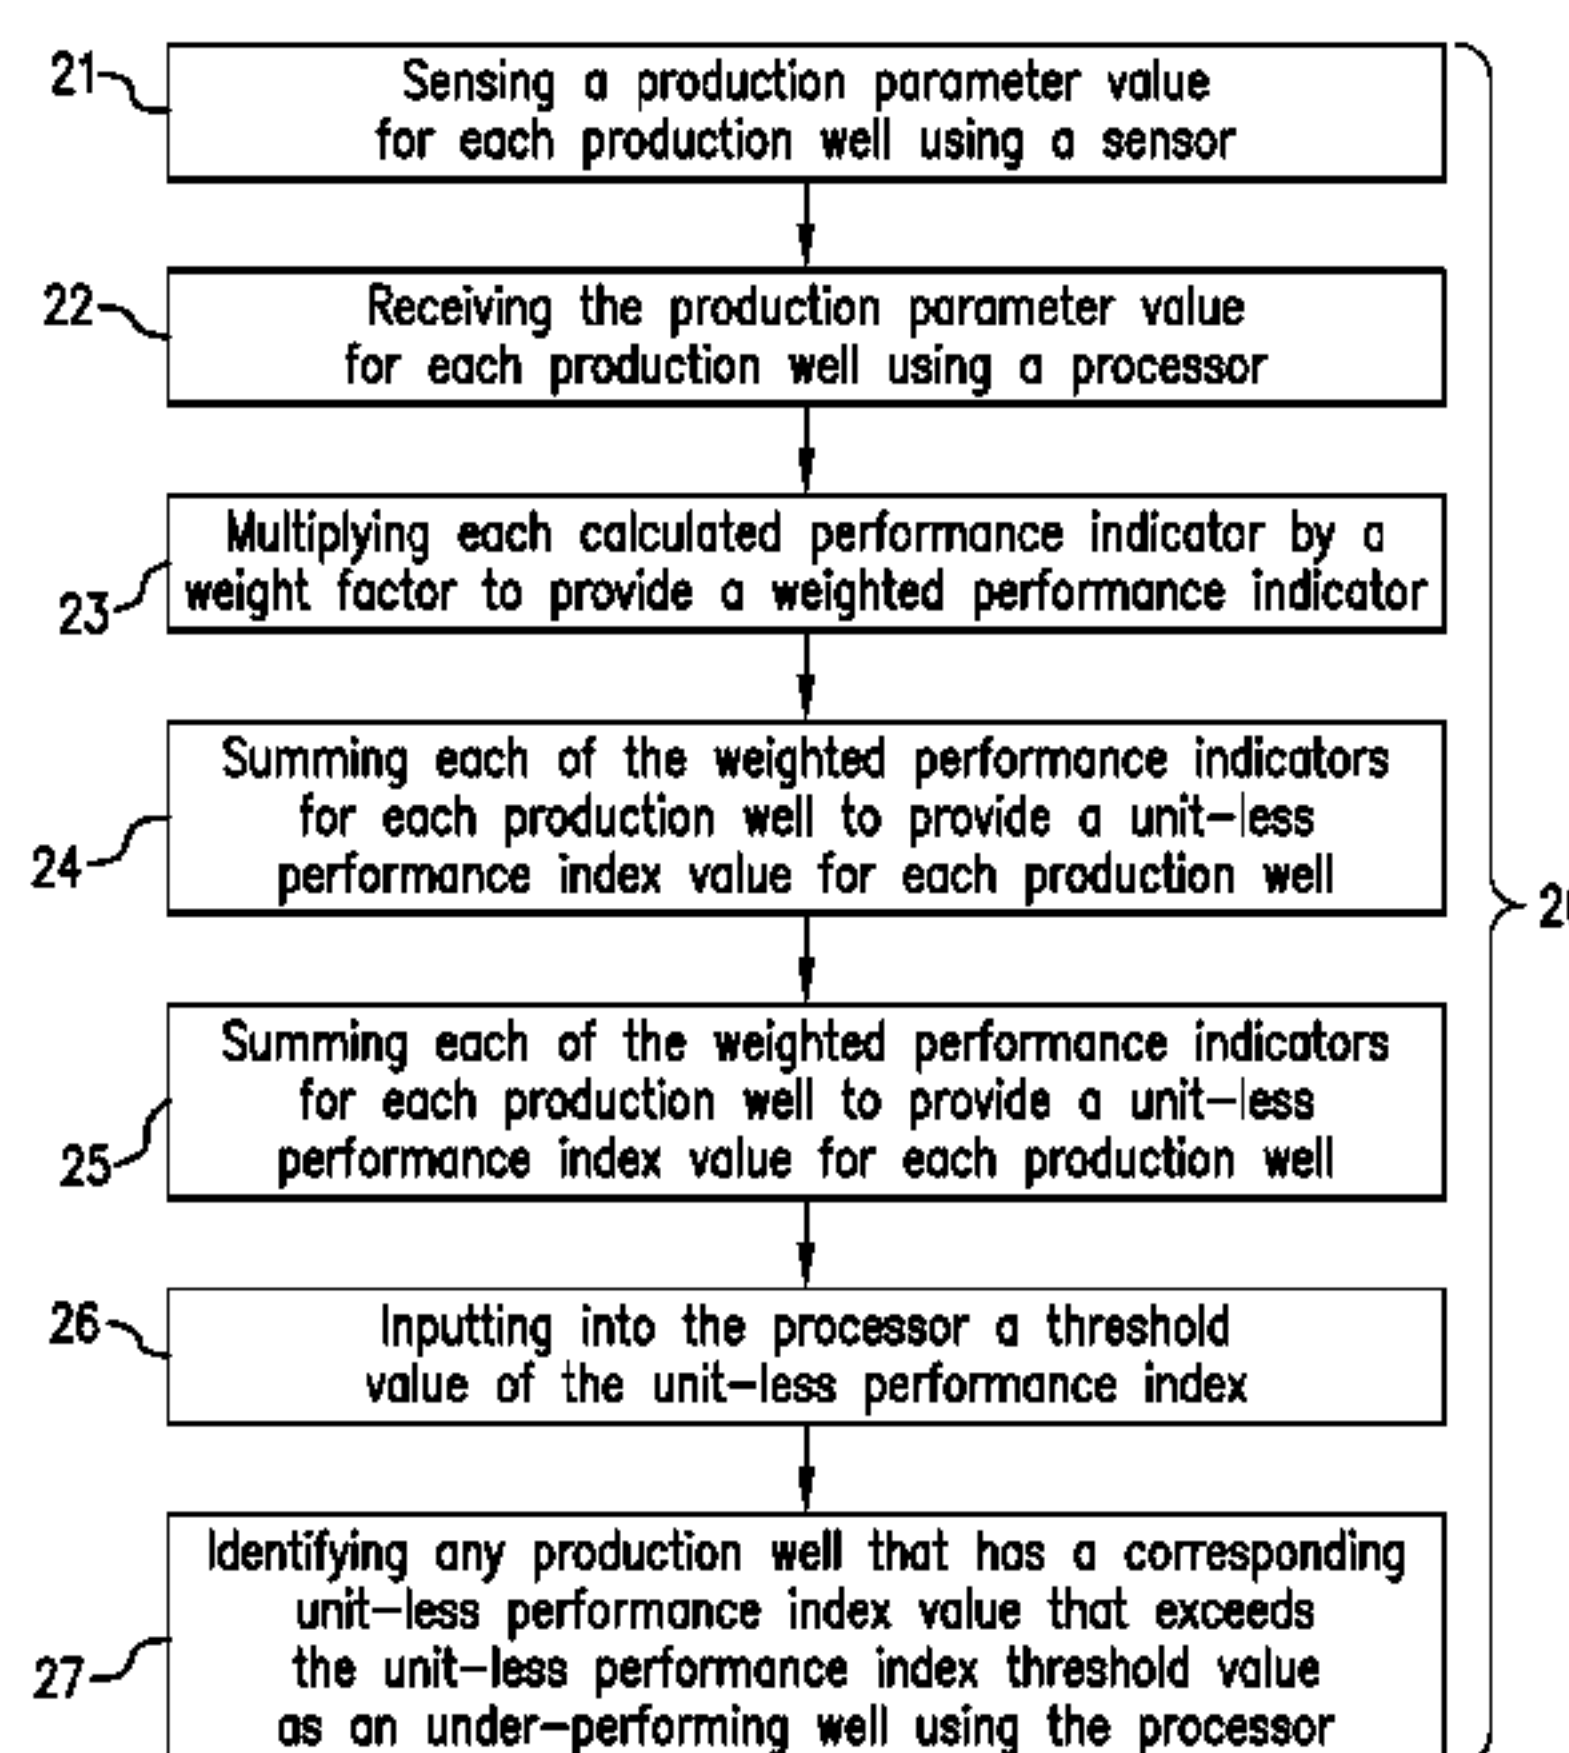 21
Sensing a production parameter value
for each production well using a sensor
22
Receiving the production parameter value
for each production well using a processor
23
Multiplying each calculated performance indicator by a
weight factor to provide a weighted performance indicator
24
Summing each of the weighted performance indicators
for each production well to provide a unit-less
performance index value for each production well
25
Summing each of the weighted performance indicators
for each production well to provide a unit-less
performance index value for each production well
26
Inputting into the processor a threshold
value of the unit-less performance index
27
Identifying any production well that has a corresponding
unit-less performance index value that exceeds
the unit-less performance index threshold value
as an under-performing well using the processor